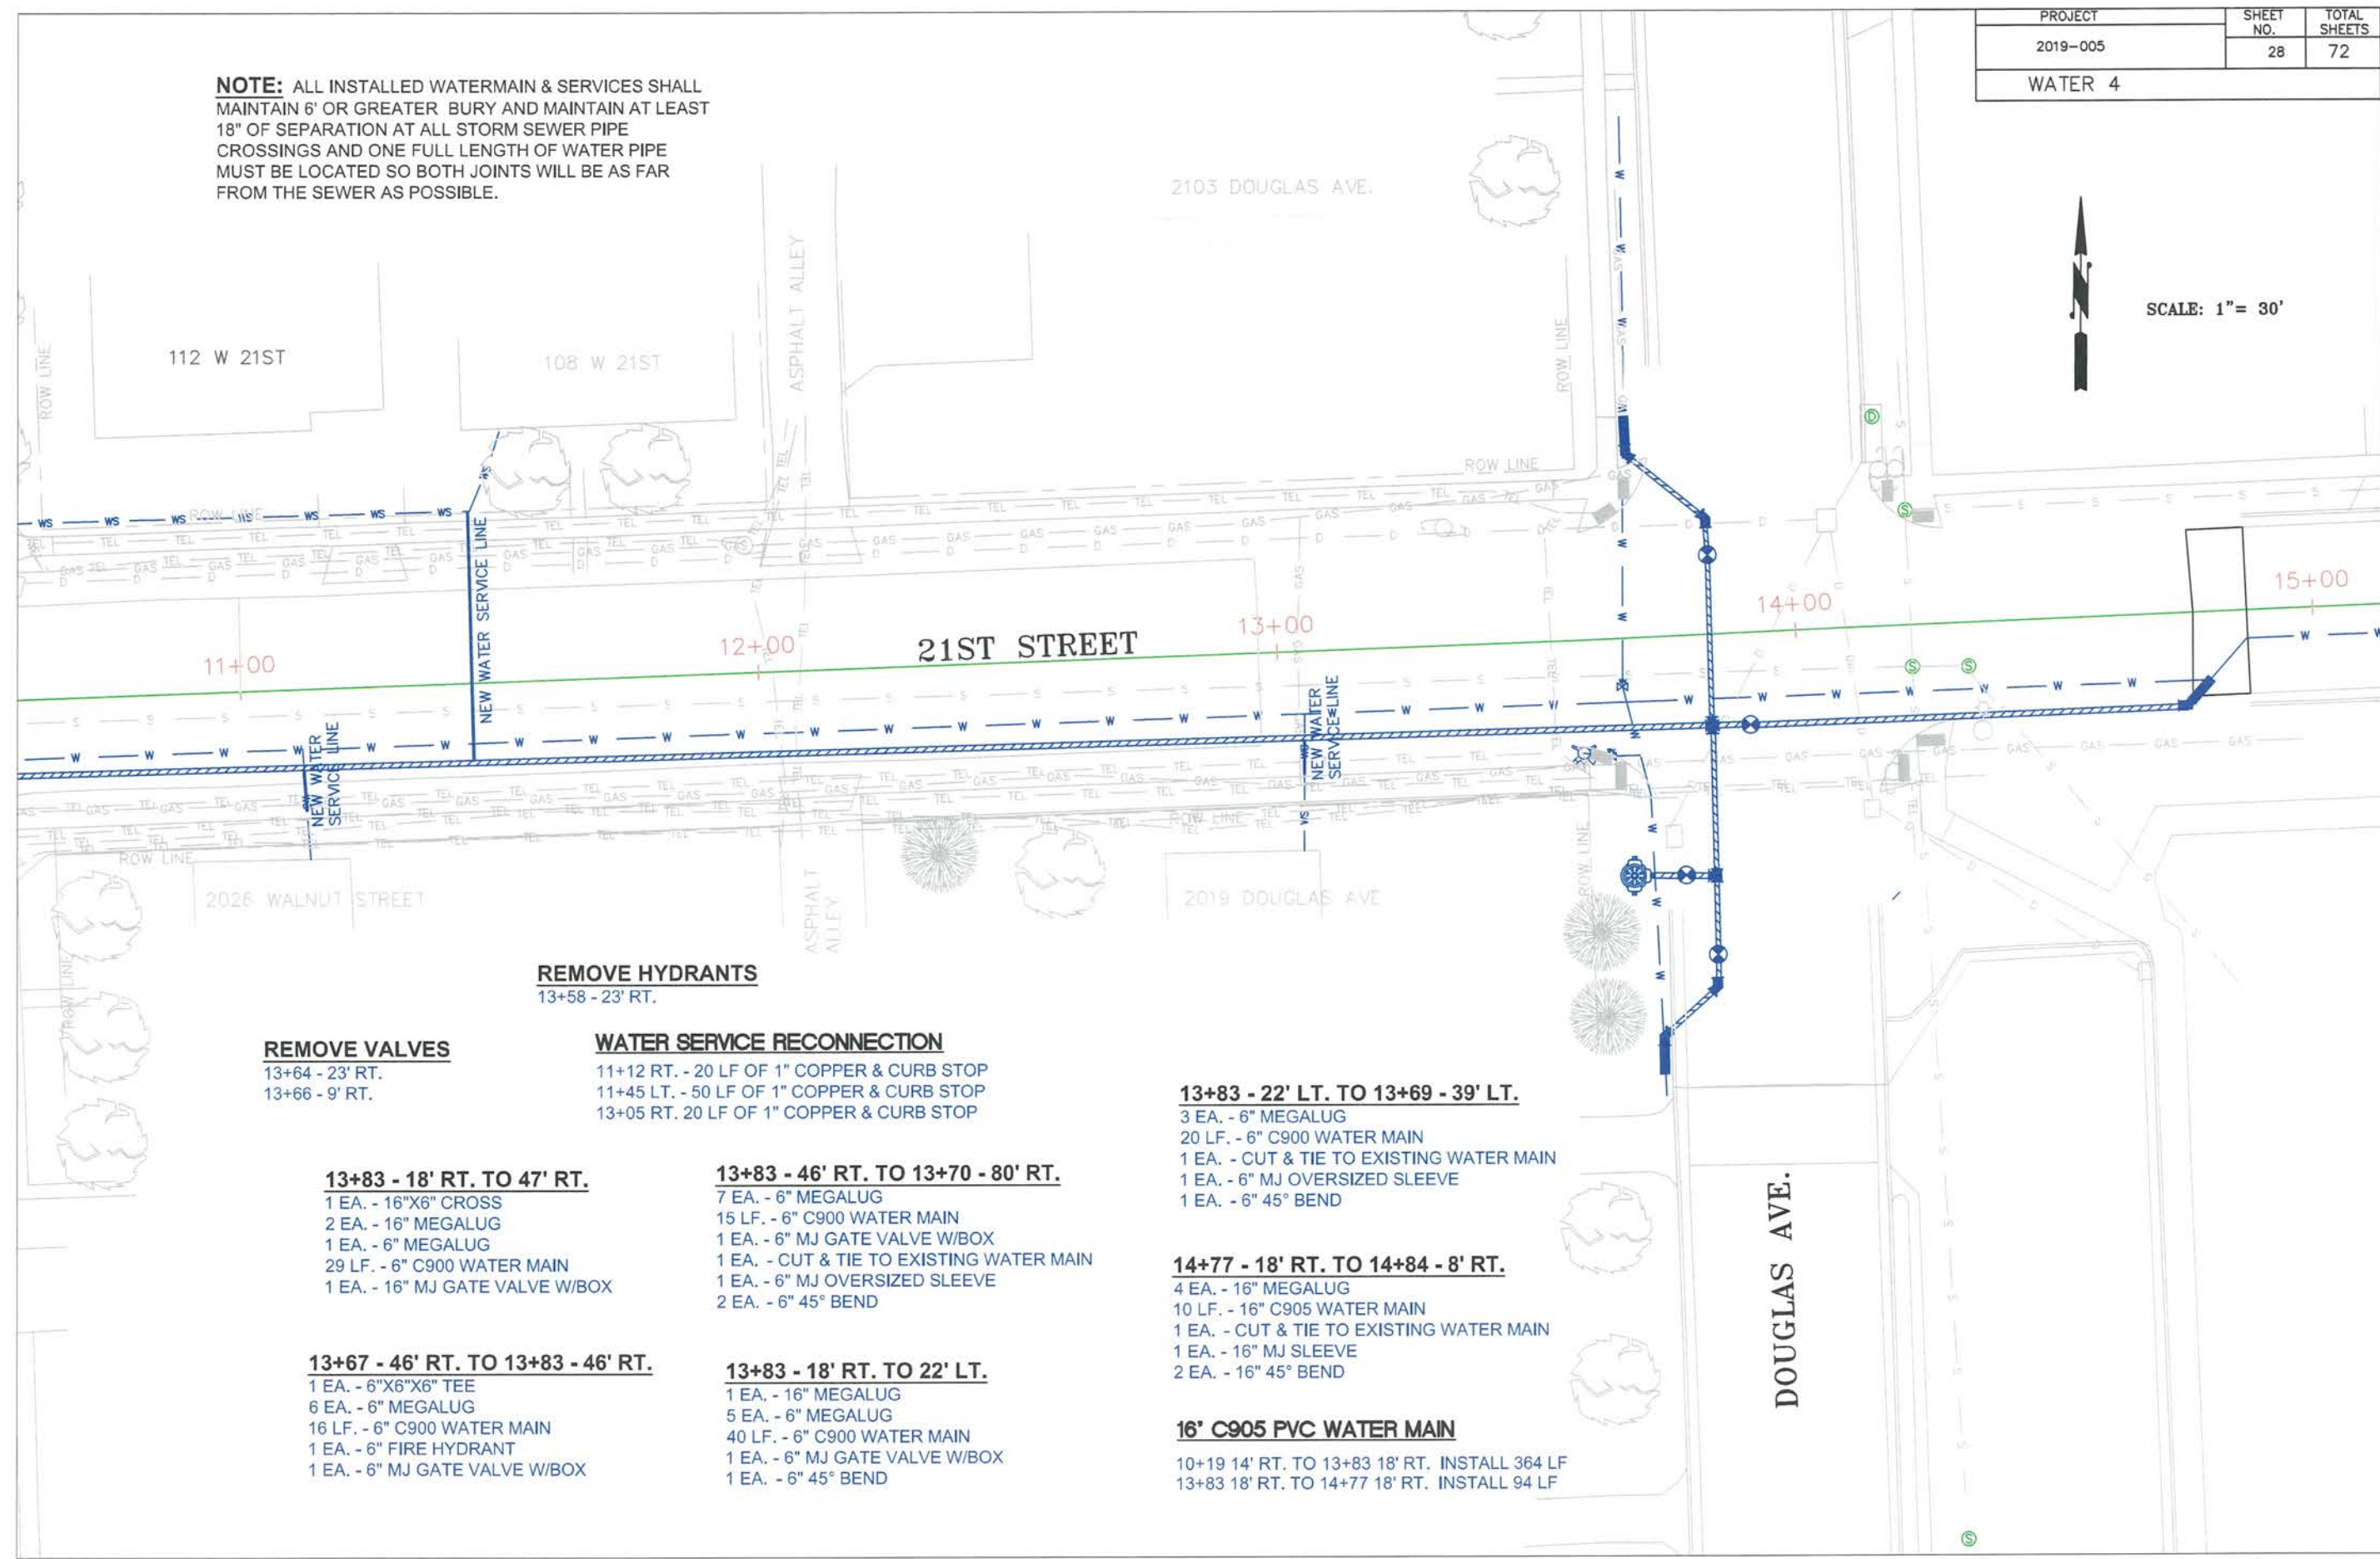 PROJECT
SHEET NO.
TOTAL SHEETS
2019-005
28
72
WATER 4
NOTE: ALL INSTALLED WATERMAIN & SERVICES SHALL
MAINTAIN 6' OR GREATER BURY AND MAINTAIN AT LEAST
18" OF SEPARATION AT ALL STORM SEWER PIPE
CROSSINGS AND ONE FULL LENGTH OF WATER PIPE
MUST BE LOCATED SO BOTH JOINTS WILL BE AS FAR
FROM THE SEWER AS POSSIBLE.
2103 DOUGLAS AVE.
N
SCALE: 1"= 30'
112 W 21ST
108 W 21ST
ROW LINE
ASPHALT ALLEY
ROW LINE
ROW LINE
ROW LINE
NEW WATER SERVICE LINE
11+00
12+00
21ST STREET
13+00
14+00
15+00
NEW WATER
SERVICE LINE
NEW WATER
SERVICE LINE
ROW LINE
ROW LINE
ROW LINE
2026 WALNUT STREET
ASPHALT
ALLEY
2019 DOUGLAS AVE
ROW LINE
REMOVE HYDRANTS
13+58 - 23' RT.
REMOVE VALVES
13+64 - 23' RT.
13+66 - 9' RT.
WATER SERVICE RECONNECTION
11+12 RT. - 20 LF OF 1" COPPER & CURB STOP
11+45 LT. - 50 LF OF 1" COPPER & CURB STOP
13+05 RT. 20 LF OF 1" COPPER & CURB STOP
13+83 - 18' RT. TO 47' RT.
1 EA. - 16"X6" CROSS
2 EA. - 16" MEGALUG
1 EA. - 6" MEGALUG
29 LF. - 6" C900 WATER MAIN
1 EA. - 16" MJ GATE VALVE W/BOX
13+83 - 46' RT. TO 13+70 - 80' RT.
7 EA. - 6" MEGALUG
15 LF. - 6" C900 WATER MAIN
1 EA. - 6" MJ GATE VALVE W/BOX
1 EA. - CUT & TIE TO EXISTING WATER MAIN
1 EA. - 6" MJ OVERSIZED SLEEVE
2 EA. - 6" 45° BEND
13+83 - 22' LT. TO 13+69 - 39' LT.
3 EA. - 6" MEGALUG
20 LF. - 6" C900 WATER MAIN
1 EA. - CUT & TIE TO EXISTING WATER MAIN
1 EA. - 6" MJ OVERSIZED SLEEVE
1 EA. - 6" 45° BEND
14+77 - 18' RT. TO 14+84 - 8' RT.
4 EA. - 16" MEGALUG
10 LF. - 16" C905 WATER MAIN
1 EA. - CUT & TIE TO EXISTING WATER MAIN
1 EA. - 16" MJ SLEEVE
2 EA. - 16" 45° BEND
13+67 - 46' RT. TO 13+83 - 46' RT.
1 EA. - 6"X6"X6" TEE
6 EA. - 6" MEGALUG
16 LF. - 6" C900 WATER MAIN
1 EA. - 6" FIRE HYDRANT
1 EA. - 6" MJ GATE VALVE W/BOX
13+83 - 18' RT. TO 22' LT.
1 EA. - 16" MEGALUG
5 EA. - 6" MEGALUG
40 LF. - 6" C900 WATER MAIN
1 EA. - 6" MJ GATE VALVE W/BOX
1 EA. - 6" 45° BEND
16' C905 PVC WATER MAIN
10+19 14' RT. TO 13+83 18' RT. INSTALL 364 LF
13+83 18' RT. TO 14+77 18' RT. INSTALL 94 LF
DOUGLAS AVE.